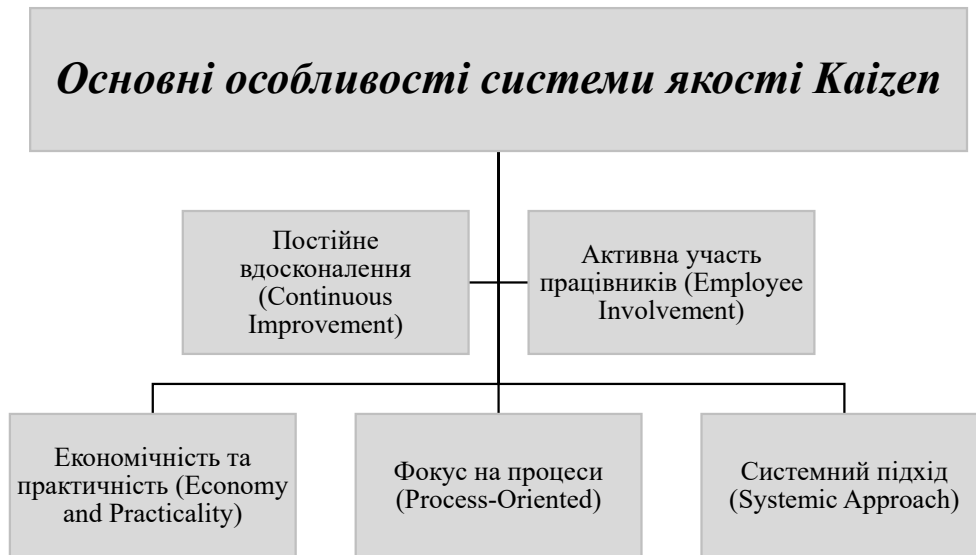 Основні особливості системи якості Kaizen
Постійне
вдосконалення
(Continuous
Improvement)
Активна участь
працівників (Employee
Involvement)
Економічність та
практичність (Economy
and Practicality)
Фокус на процеси
(Process-Oriented)
Системний підхід
(Systemic Approach)